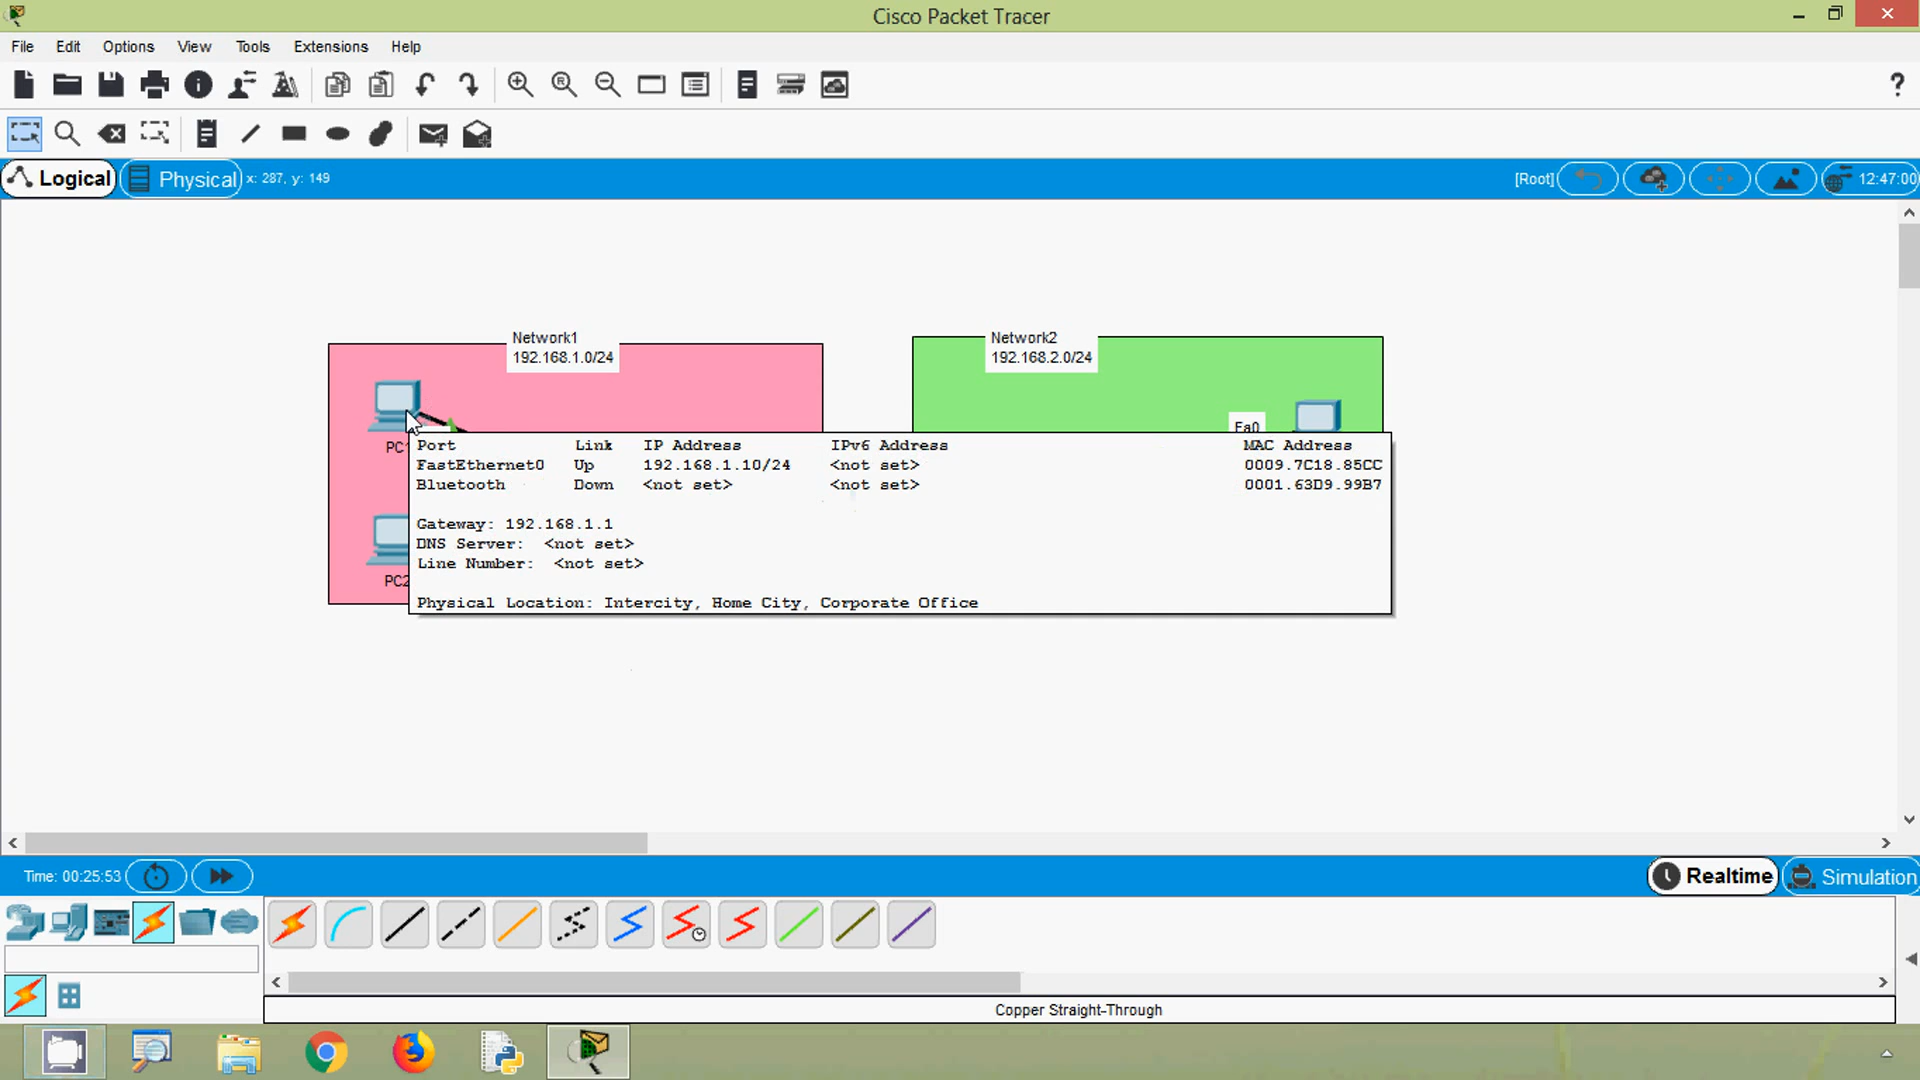 Cisco Packet Tracer
File Edit Options View Tools Extensions Help
Logical Physical x: 287, y: 149 [Root] 12:47:00
Network1
192.168.1.0/24
Network2
192.168.2.0/24
Fa0
PC1
Port Link IP Address IPv6 Address MAC Address
FastEthernet0 Up 192.168.1.10/24 <not set> 0009.7C18.85CC
Bluetooth Down <not set> <not set> 0001.63D9.99B7
Gateway: 192.168.1.1
DNS Server: <not set>
Line Number: <not set>
PC2
Physical Location: Intercity, Home City, Corporate Office
Time: 00:25:53 Realtime Simulation
Copper Straight-Through